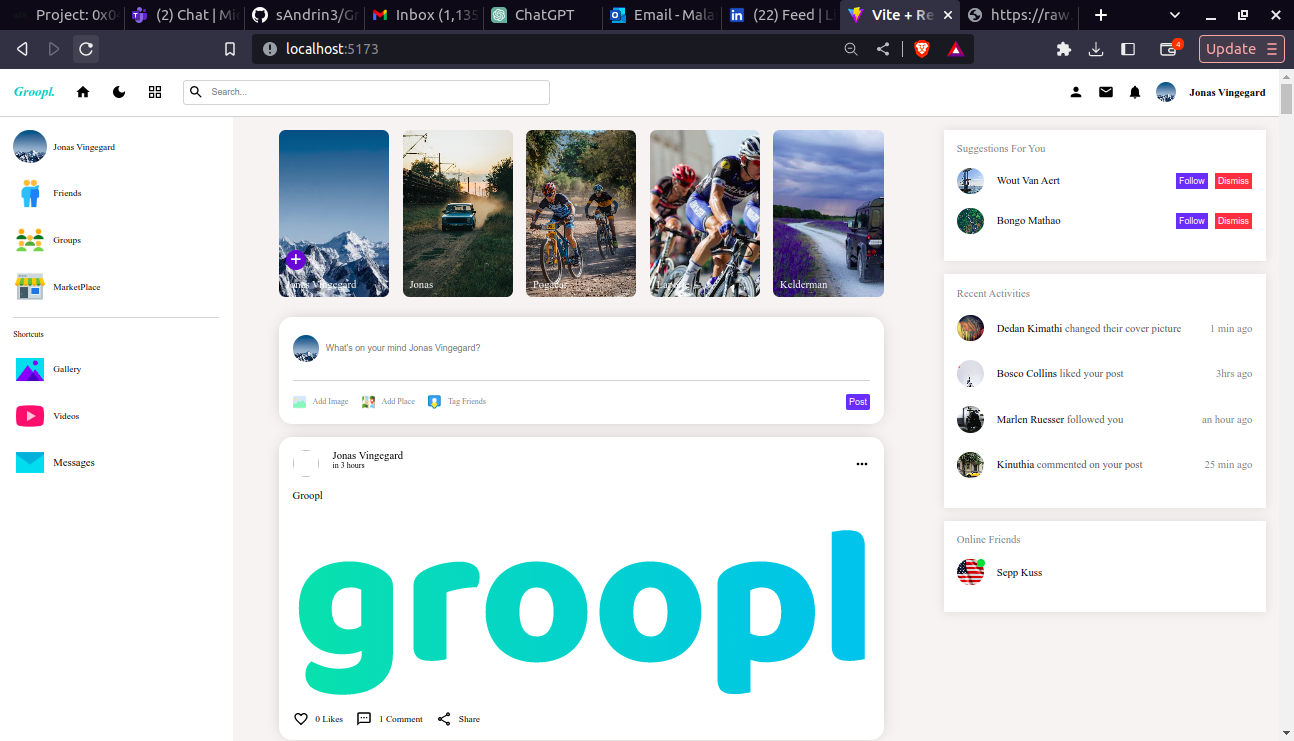 Project: 0x0
(2) Chat | Mic
sAndrin3/Gr
Inbox (1,135
ChatGPT
Email - Mala
(22) Feed | L
Vite + Re
https://raw.
localhost:5173
4
Update
Groopl.
Search...
Jonas Vingegard
Jonas Vingegard
Friends
Groups
MarketPlace
Shortcuts
Gallery
Videos
Messages
Jonas Vingegard
Jonas
Pogacar
Kelderman
What's on your mind Jonas Vingegard?
Add Image
Add Place
Tag Friends
Post
Jonas Vingegard
in 3 hours
Groopl
groopl
0 Likes
1 Comment
Share
Suggestions For You
Wout Van Aert
Follow
Dismiss
Bongo Mathao
Follow
Dismiss
Recent Activities
Dedan Kimathi changed their cover picture
1 min ago
Bosco Collins liked your post
3hrs ago
Marlen Ruesser followed you
an hour ago
Kinuthia commented on your post
25 min ago
Online Friends
Sepp Kuss